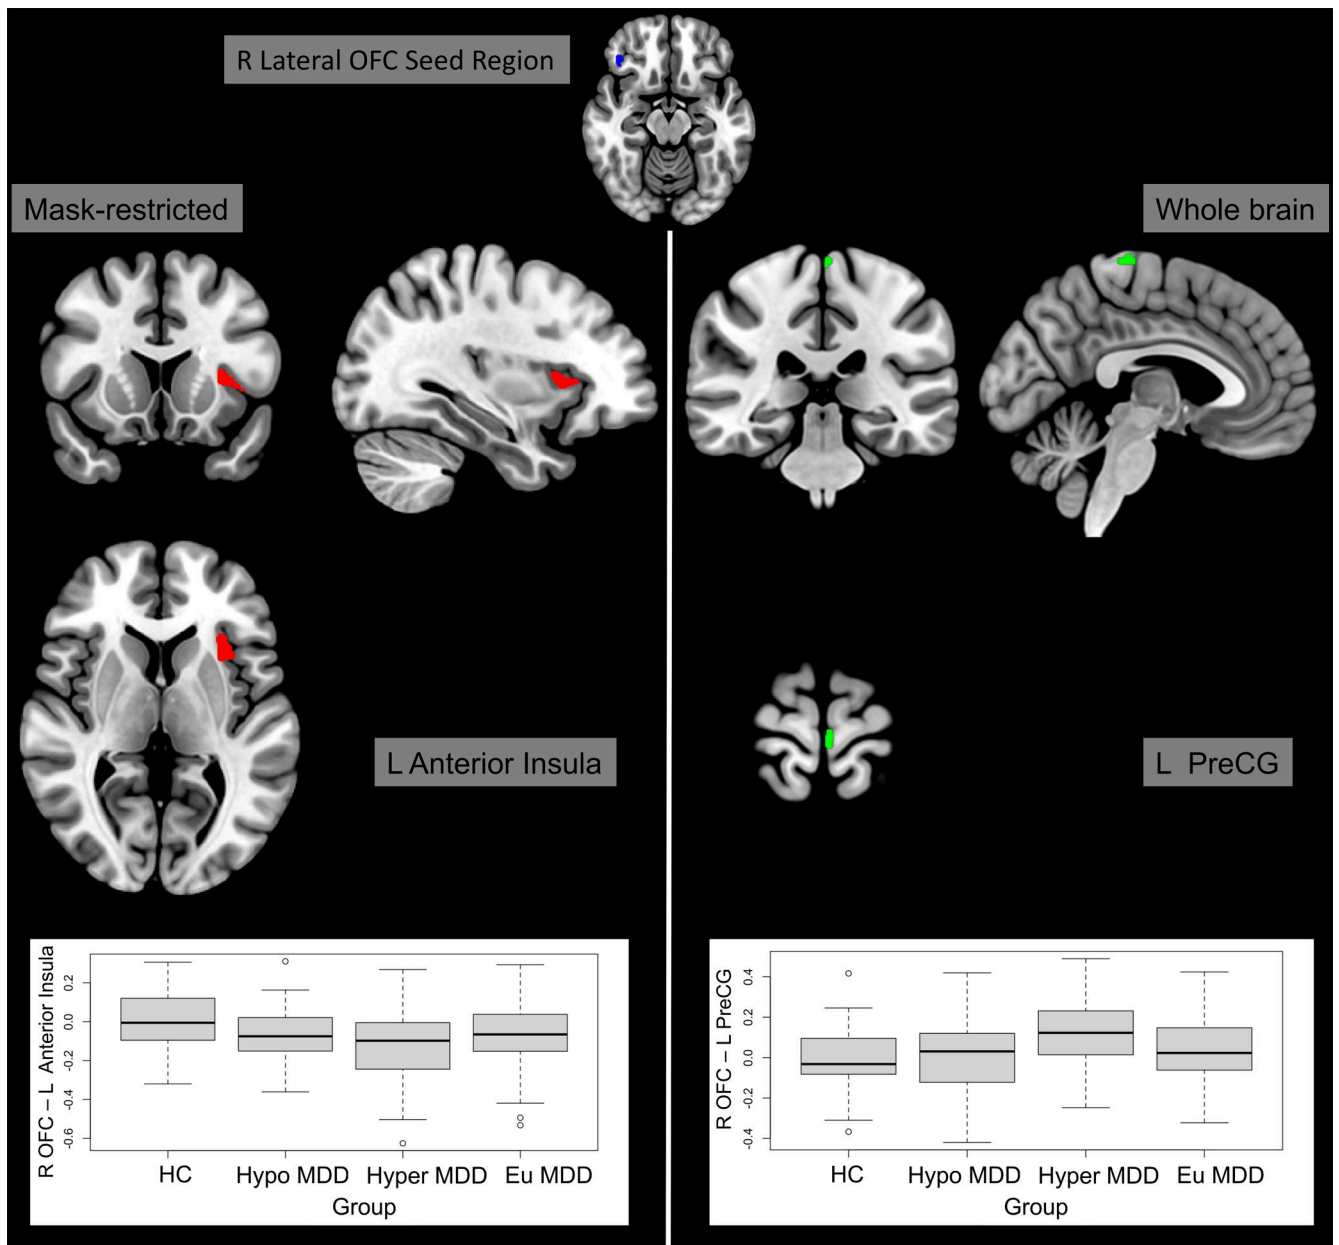 R Lateral OFC Seed Region
Mask-restricted
Whole brain
L Anterior Insula
L PreCG
R OFC – L Anterior Insula
0.2
0.0
-0.2
-0.4
-0.6
HC
Hypo MDD
Hyper MDD
Eu MDD
Group
R OFC – L PreCG
0.4
0.2
0.0
-0.2
-0.4
HC
Hypo MDD
Hyper MDD
Eu MDD
Group